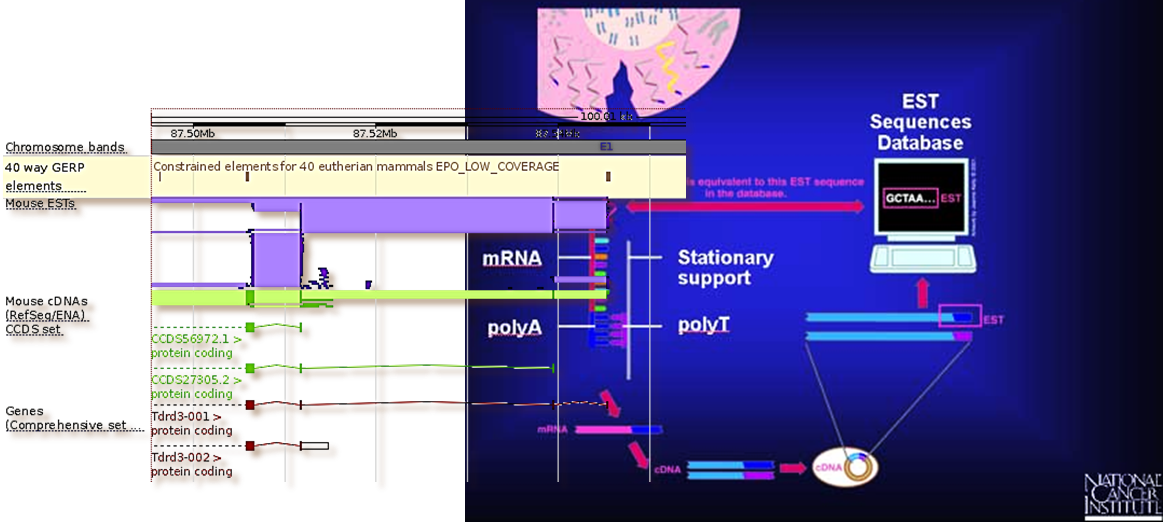 100.01 kb
87.50Mb
87.52Mb
Chromosome bands
E1
40 way GERP
elements
Constrained elements for 40 eutherian mammals EPO_LOW_COVERAGE
Mouse ESTs
Mouse cDNAs
(RefSeq/ENA)
CCDS set
CCDS56972.1 >
protein coding
CCDS27305.2 >
protein coding
Genes
(Comprehensive set ...
Tdrd3-001 >
protein coding
Tdrd3-002 >
protein coding
EST
Sequences
Database
is equivalent to this EST sequence
in the database.
GCTAA...
EST
mRNA
Stationary
support
polyA
polyT
EST
mRNA
cDNA
cDNA
NATIONAL
CANCER
INSTITUTE